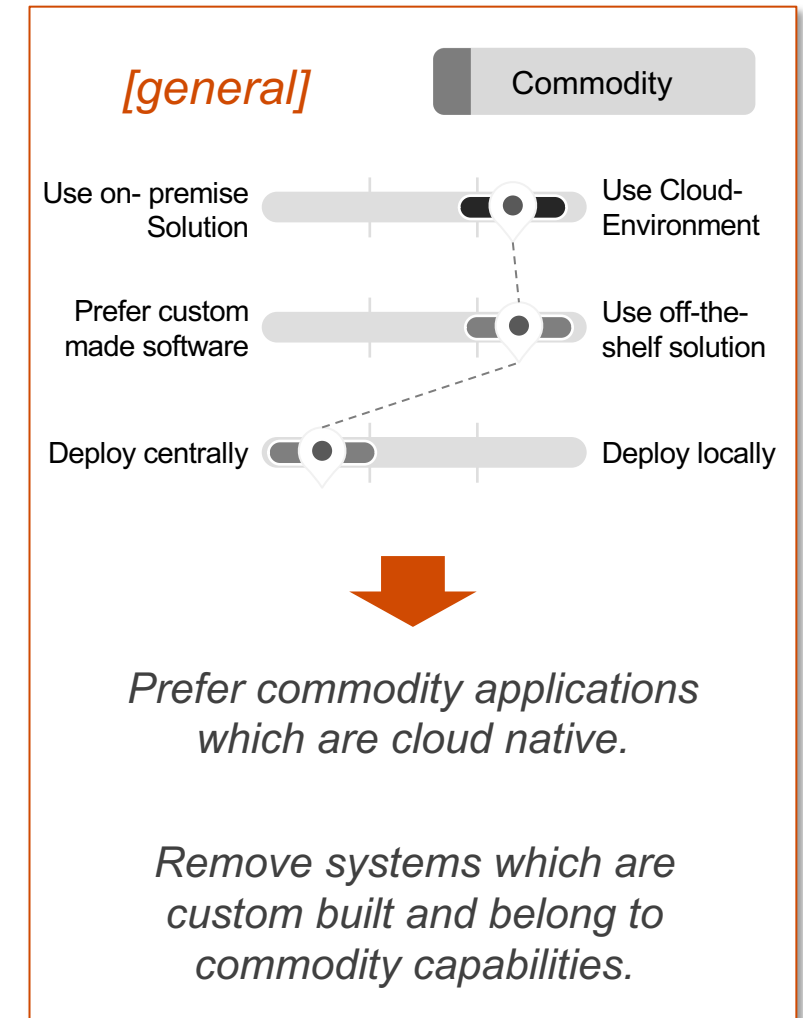 [general]
Commodity
Use on- premise
Solution
Use Cloud-
Environment
Prefer custom
made software
Use off-the-
shelf solution
Deploy centrally
Deploy locally
Prefer commodity applications
which are cloud native.
Remove systems which are
custom built and belong to
commodity capabilities.